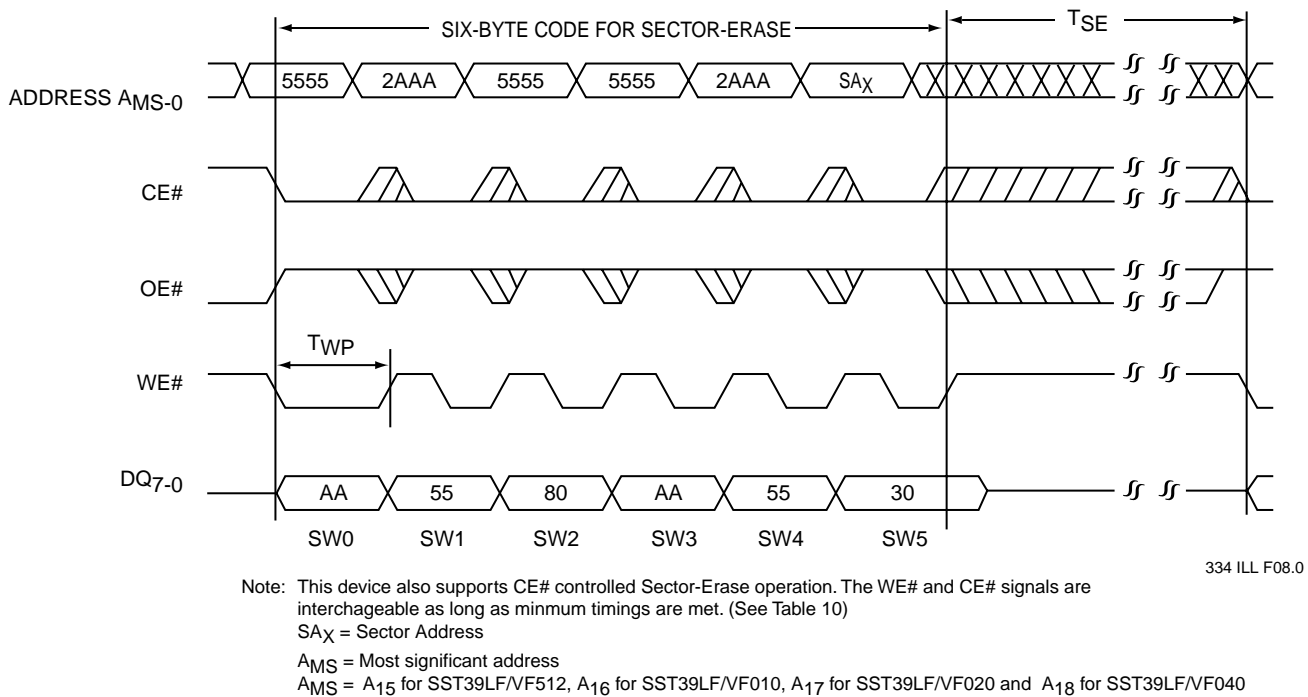 SIX-BYTE CODE FOR SECTOR-ERASE TSE
ADDRESS AMS-0 5555 2AAA 5555 5555 2AAA SAX
CE#
OE#
TWP
WE#
DQ7-0 AA 55 80 AA 55 30
SW0 SW1 SW2 SW3 SW4 SW5
334 ILL F08.0
Note: This device also supports CE# controlled Sector-Erase operation. The WE# and CE# signals are
interchageable as long as minmum timings are met. (See Table 10)
SAX = Sector Address
AMS = Most significant address
AMS = A15 for SST39LF/VF512, A16 for SST39LF/VF010, A17 for SST39LF/VF020 and A18 for SST39LF/VF040